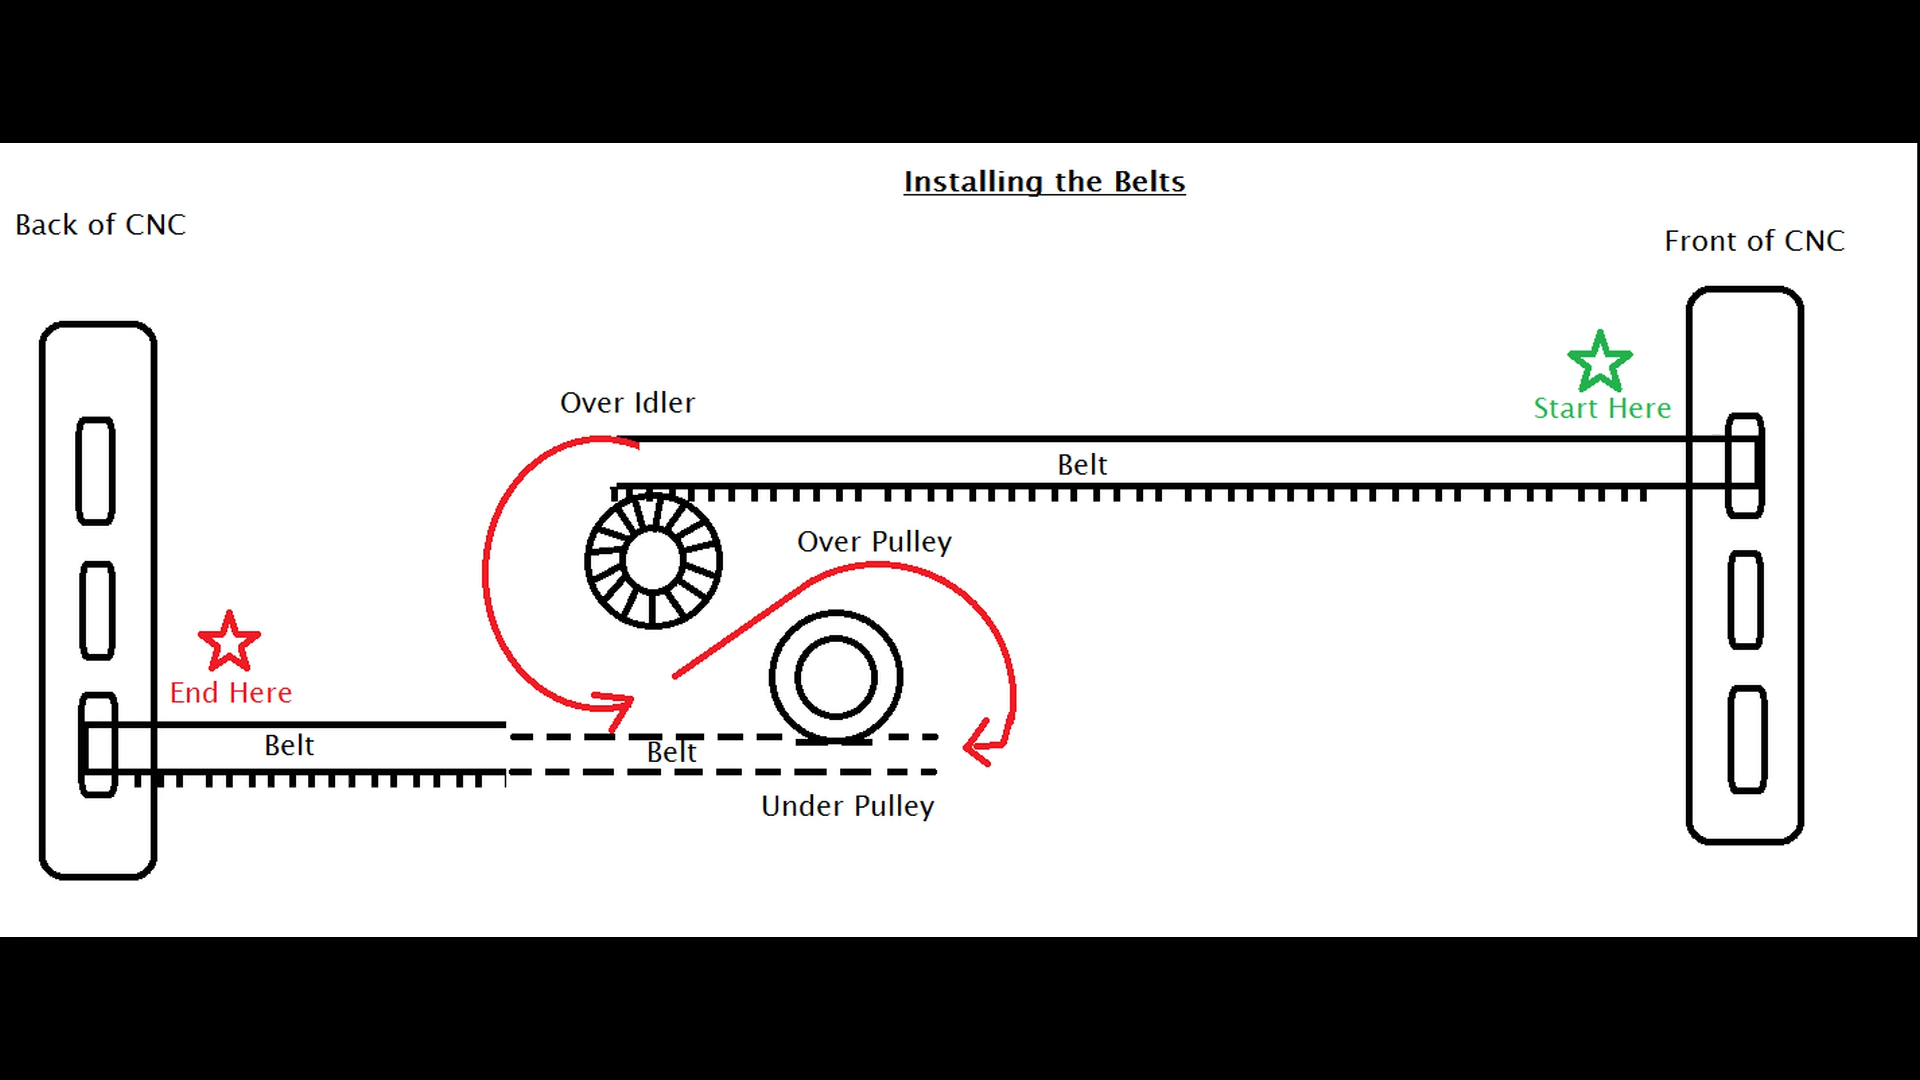 Installing the Belts
Back of CNC
Front of CNC
Over Idler
Start Here
Belt
Over Pulley
End Here
Belt
Belt
Under Pulley